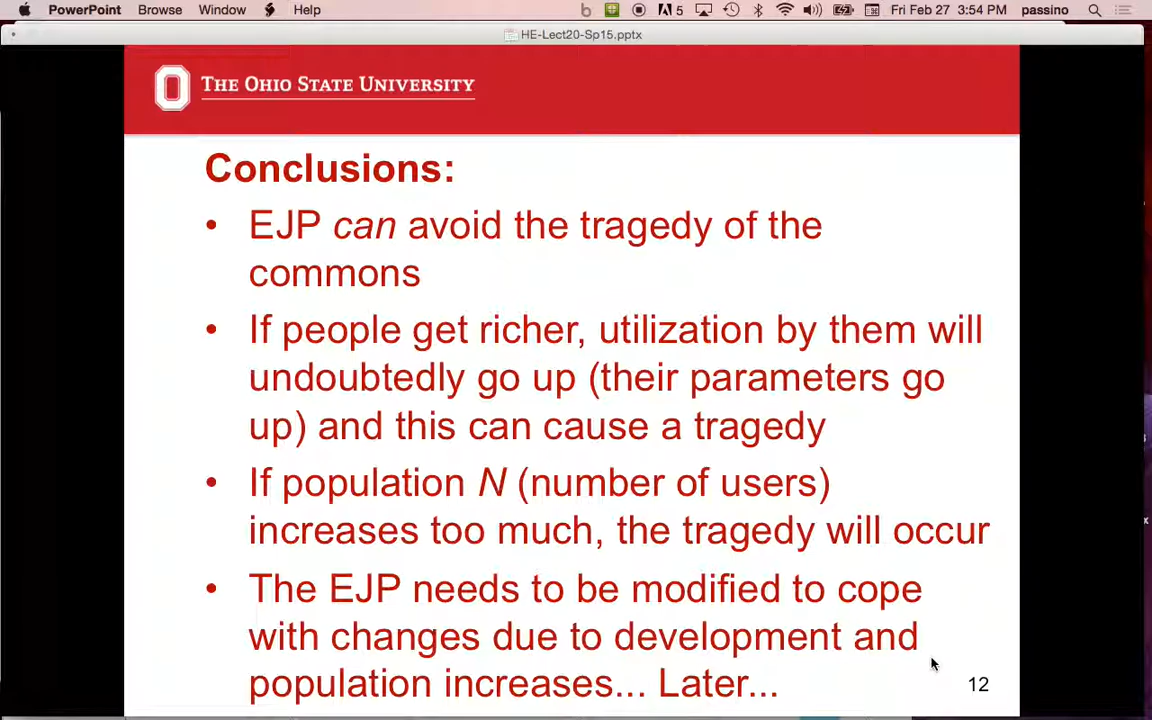 PowerPoint Browse Window Help 5 Fri Feb 27 3:54 PM passino
HE-Lect20-Sp15.pptx
THE OHIO STATE UNIVERSITY
Conclusions:
• EJP can avoid the tragedy of the
commons
• If people get richer, utilization by them will
undoubtedly go up (their parameters go
up) and this can cause a tragedy
• If population N (number of users)
increases too much, the tragedy will occur
• The EJP needs to be modified to cope
with changes due to development and
population increases... Later...
12